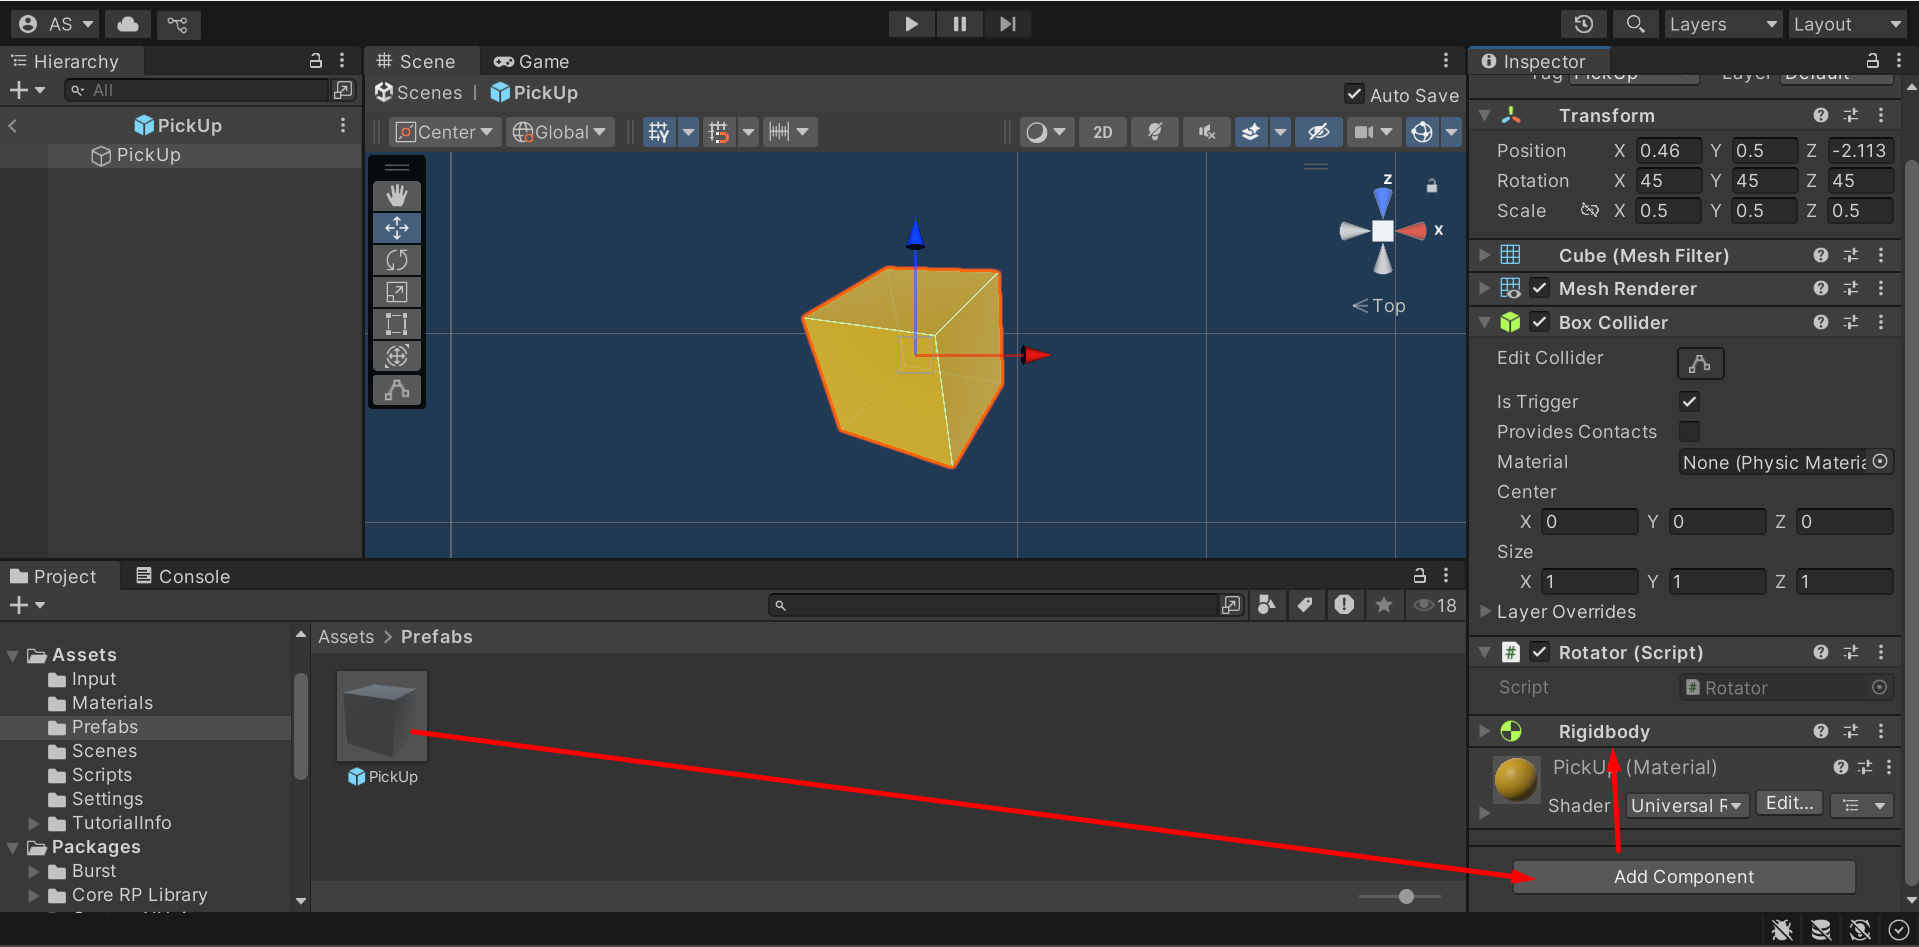 AS
Layers
Layout
Hierarchy
All
PickUp
PickUp
Scene
Game
Scenes | PickUp
Auto Save
Center
Global
2D
z
x
Top
Inspector
Tag PickUp Layer Default
Transform
Position X 0.46 Y 0.5 Z -2.113
Rotation X 45 Y 45 Z 45
Scale X 0.5 Y 0.5 Z 0.5
Cube (Mesh Filter)
Mesh Renderer
Box Collider
Edit Collider
Is Trigger
Provides Contacts
Material None (Physic Materia
Center
X 0 Y 0 Z 0
Size
X 1 Y 1 Z 1
Layer Overrides
# Rotator (Script)
Script # Rotator
Rigidbody
PickUp (Material)
Shader Universal R Edit...
Add Component
Project
Console
18
Assets
Input
Materials
Prefabs
Scenes
Scripts
Settings
TutorialInfo
Packages
Burst
Core RP Library
Assets > Prefabs
PickUp